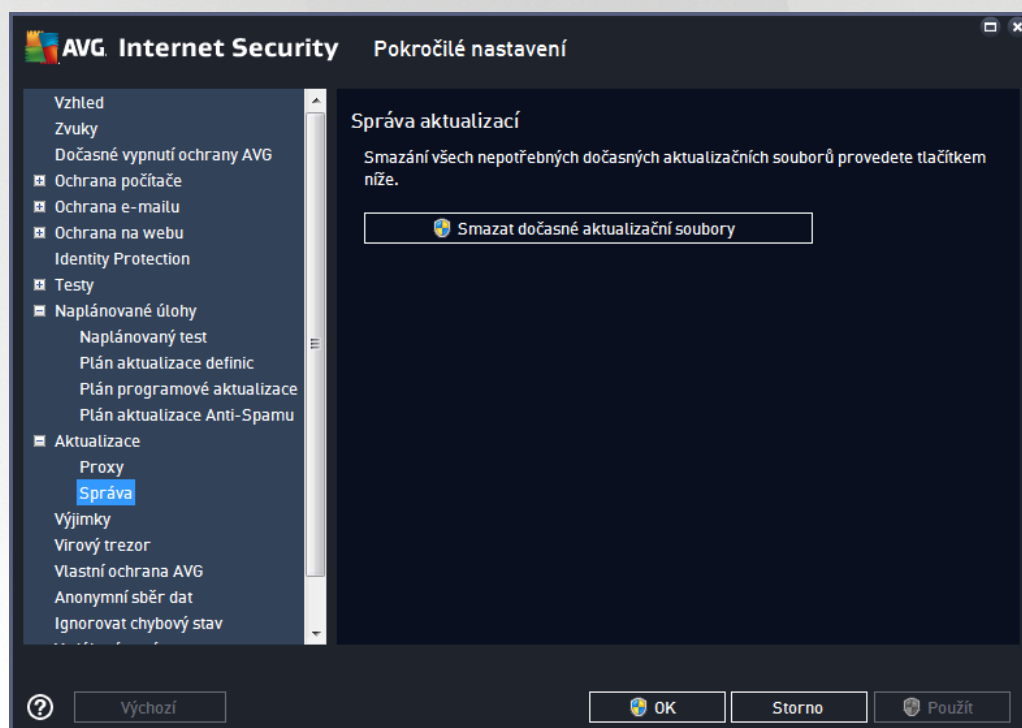 AVG. Internet Security
Pokročilé nastavení
Vzhled
Zvuky
Dočasné vypnutí ochrany AVG
Ochrana počítače
Ochrana e-mailu
Ochrana na webu
Identity Protection
Testy
Naplánované úlohy
Naplánovaný test
Plán aktualizace definic
Plán programové aktualizace
Plán aktualizace Anti-Spamu
Aktualizace
Proxy
Správa
Výjimky
Virový trezor
Vlastní ochrana AVG
Anonymní sběr dat
Ignorovat chybový stav
Správa aktualizací
Smazání všech nepotřebných dočasných aktualizačních souborů provedete tlačítkem
níže.
Smazat dočasné aktualizační soubory
Výchozí
OK
Storno
Použít